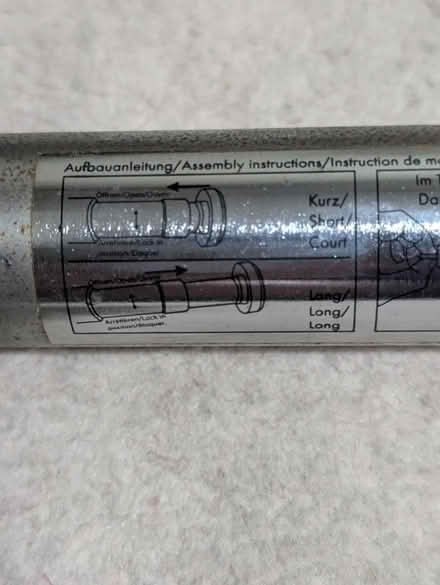 Aufbauanleitung/Assembly instructions/Instruction de mo
Öffnen/Open/Ouvrir
Kurz/
Short/
Court
Arretieren/Lock in
position/Bloquer
Lang/
Long/
Long
Arretieren/Lock in
position/Bloquer
Im T
Da